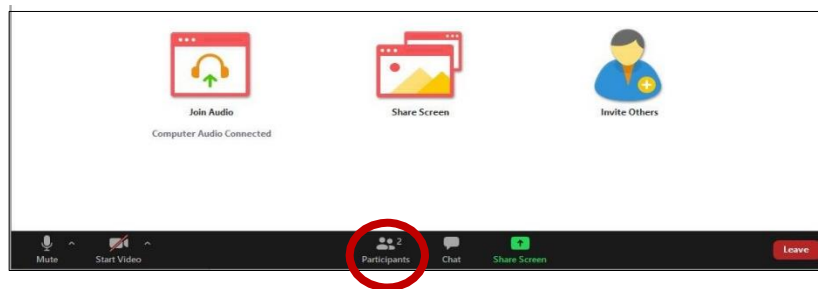 Join Audio
Share Screen
Invite Others
Computer Audio Connected
2
Mute
Start Video
Participants
Chat
Share Screen
Leave